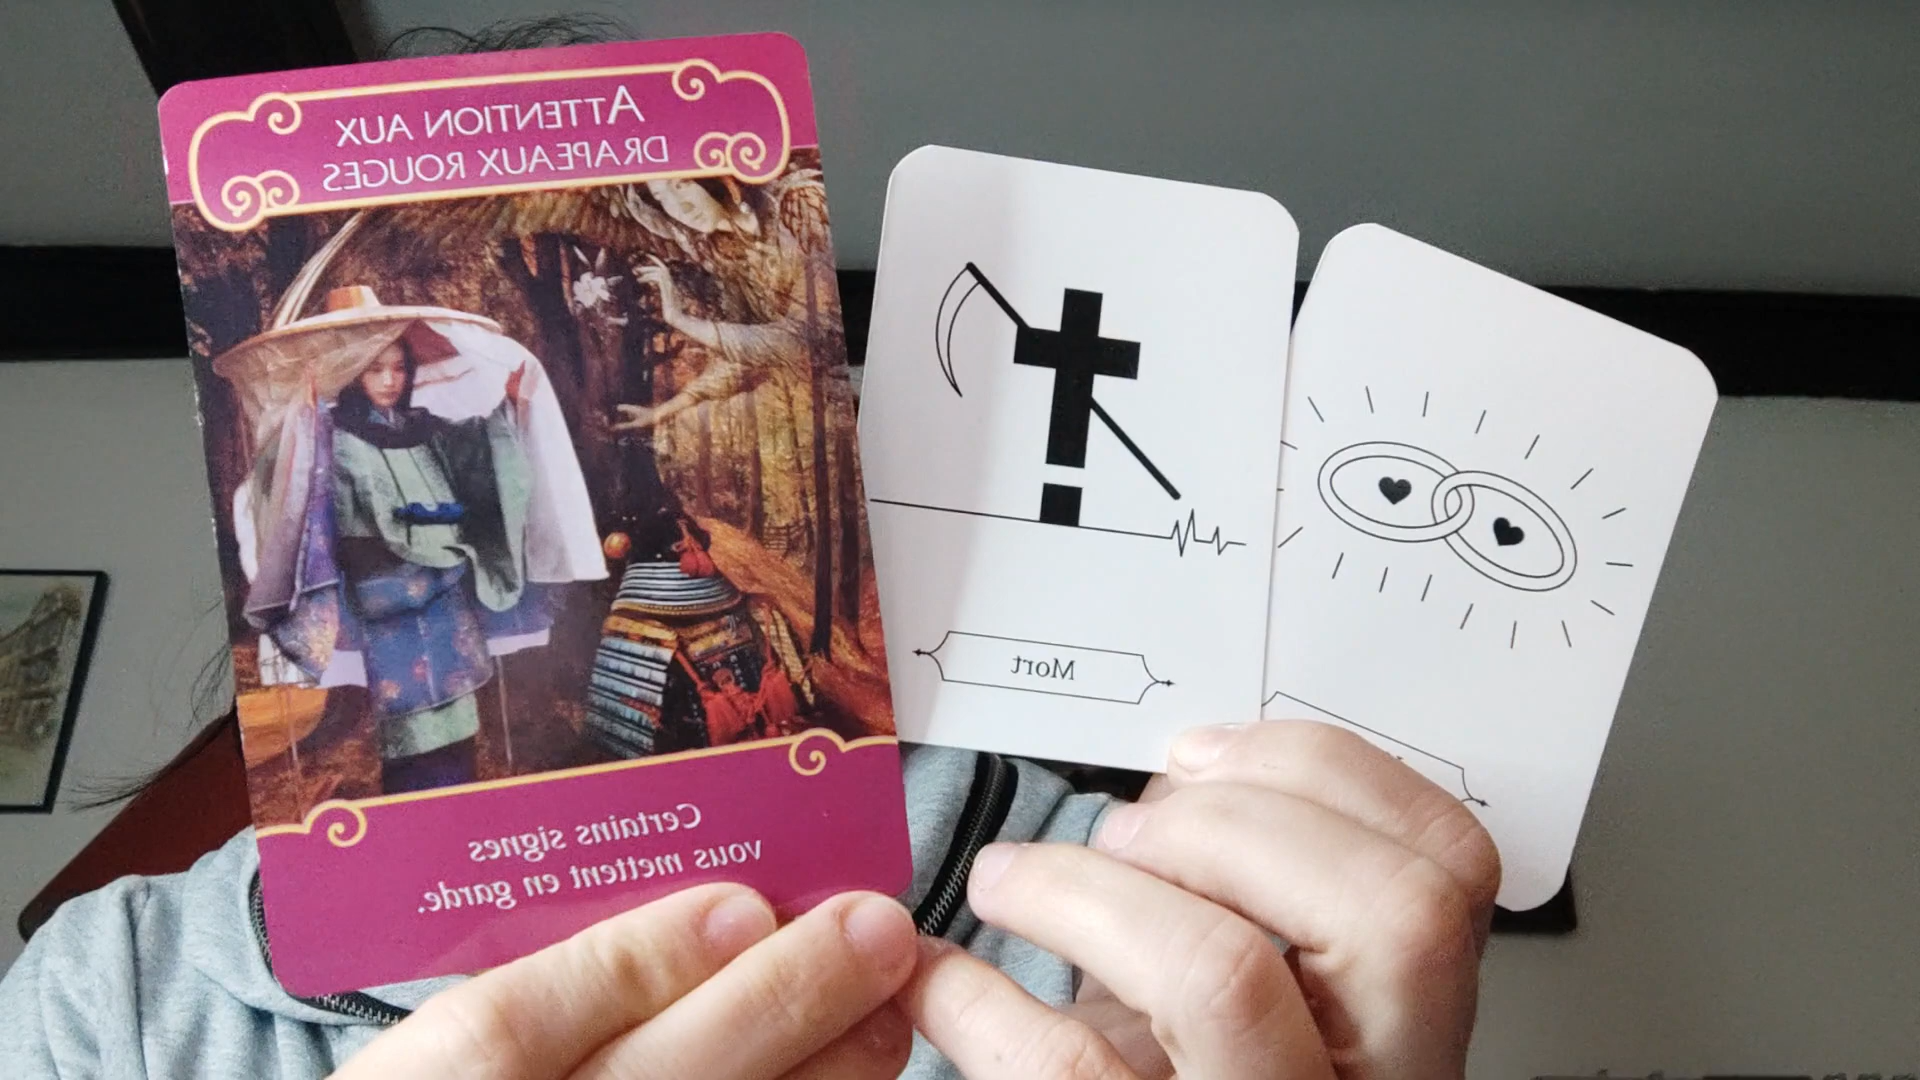 ATTENTION AUX
DRAPEAUX ROUGES
Certains signes
vous mettent en garde.
Mort